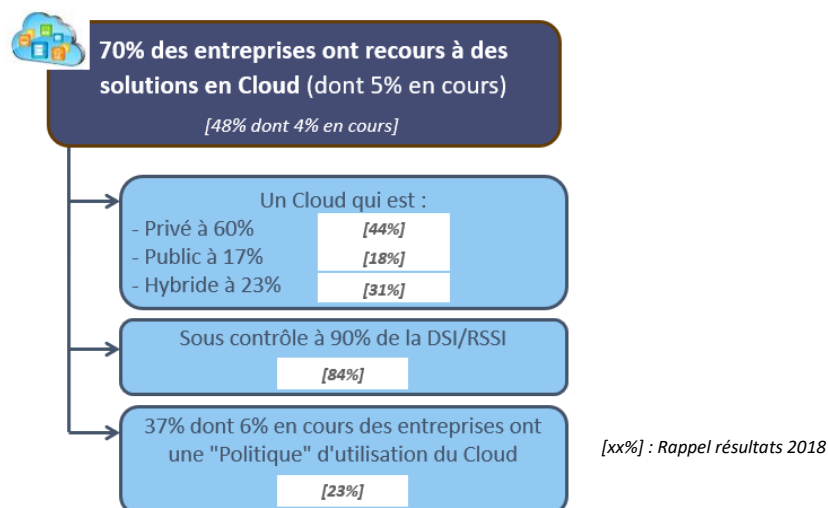 70% des entreprises ont recours à des
solutions en Cloud (dont 5% en cours)
[48% dont 4% en cours]
Un Cloud qui est :
- Privé à 60% [44%]
- Public à 17% [18%]
- Hybride à 23% [31%]
Sous contrôle à 90% de la DSI/RSSI
[84%]
37% dont 6% en cours des entreprises ont
une "Politique" d'utilisation du Cloud
[23%]
[xx%] : Rappel résultats 2018